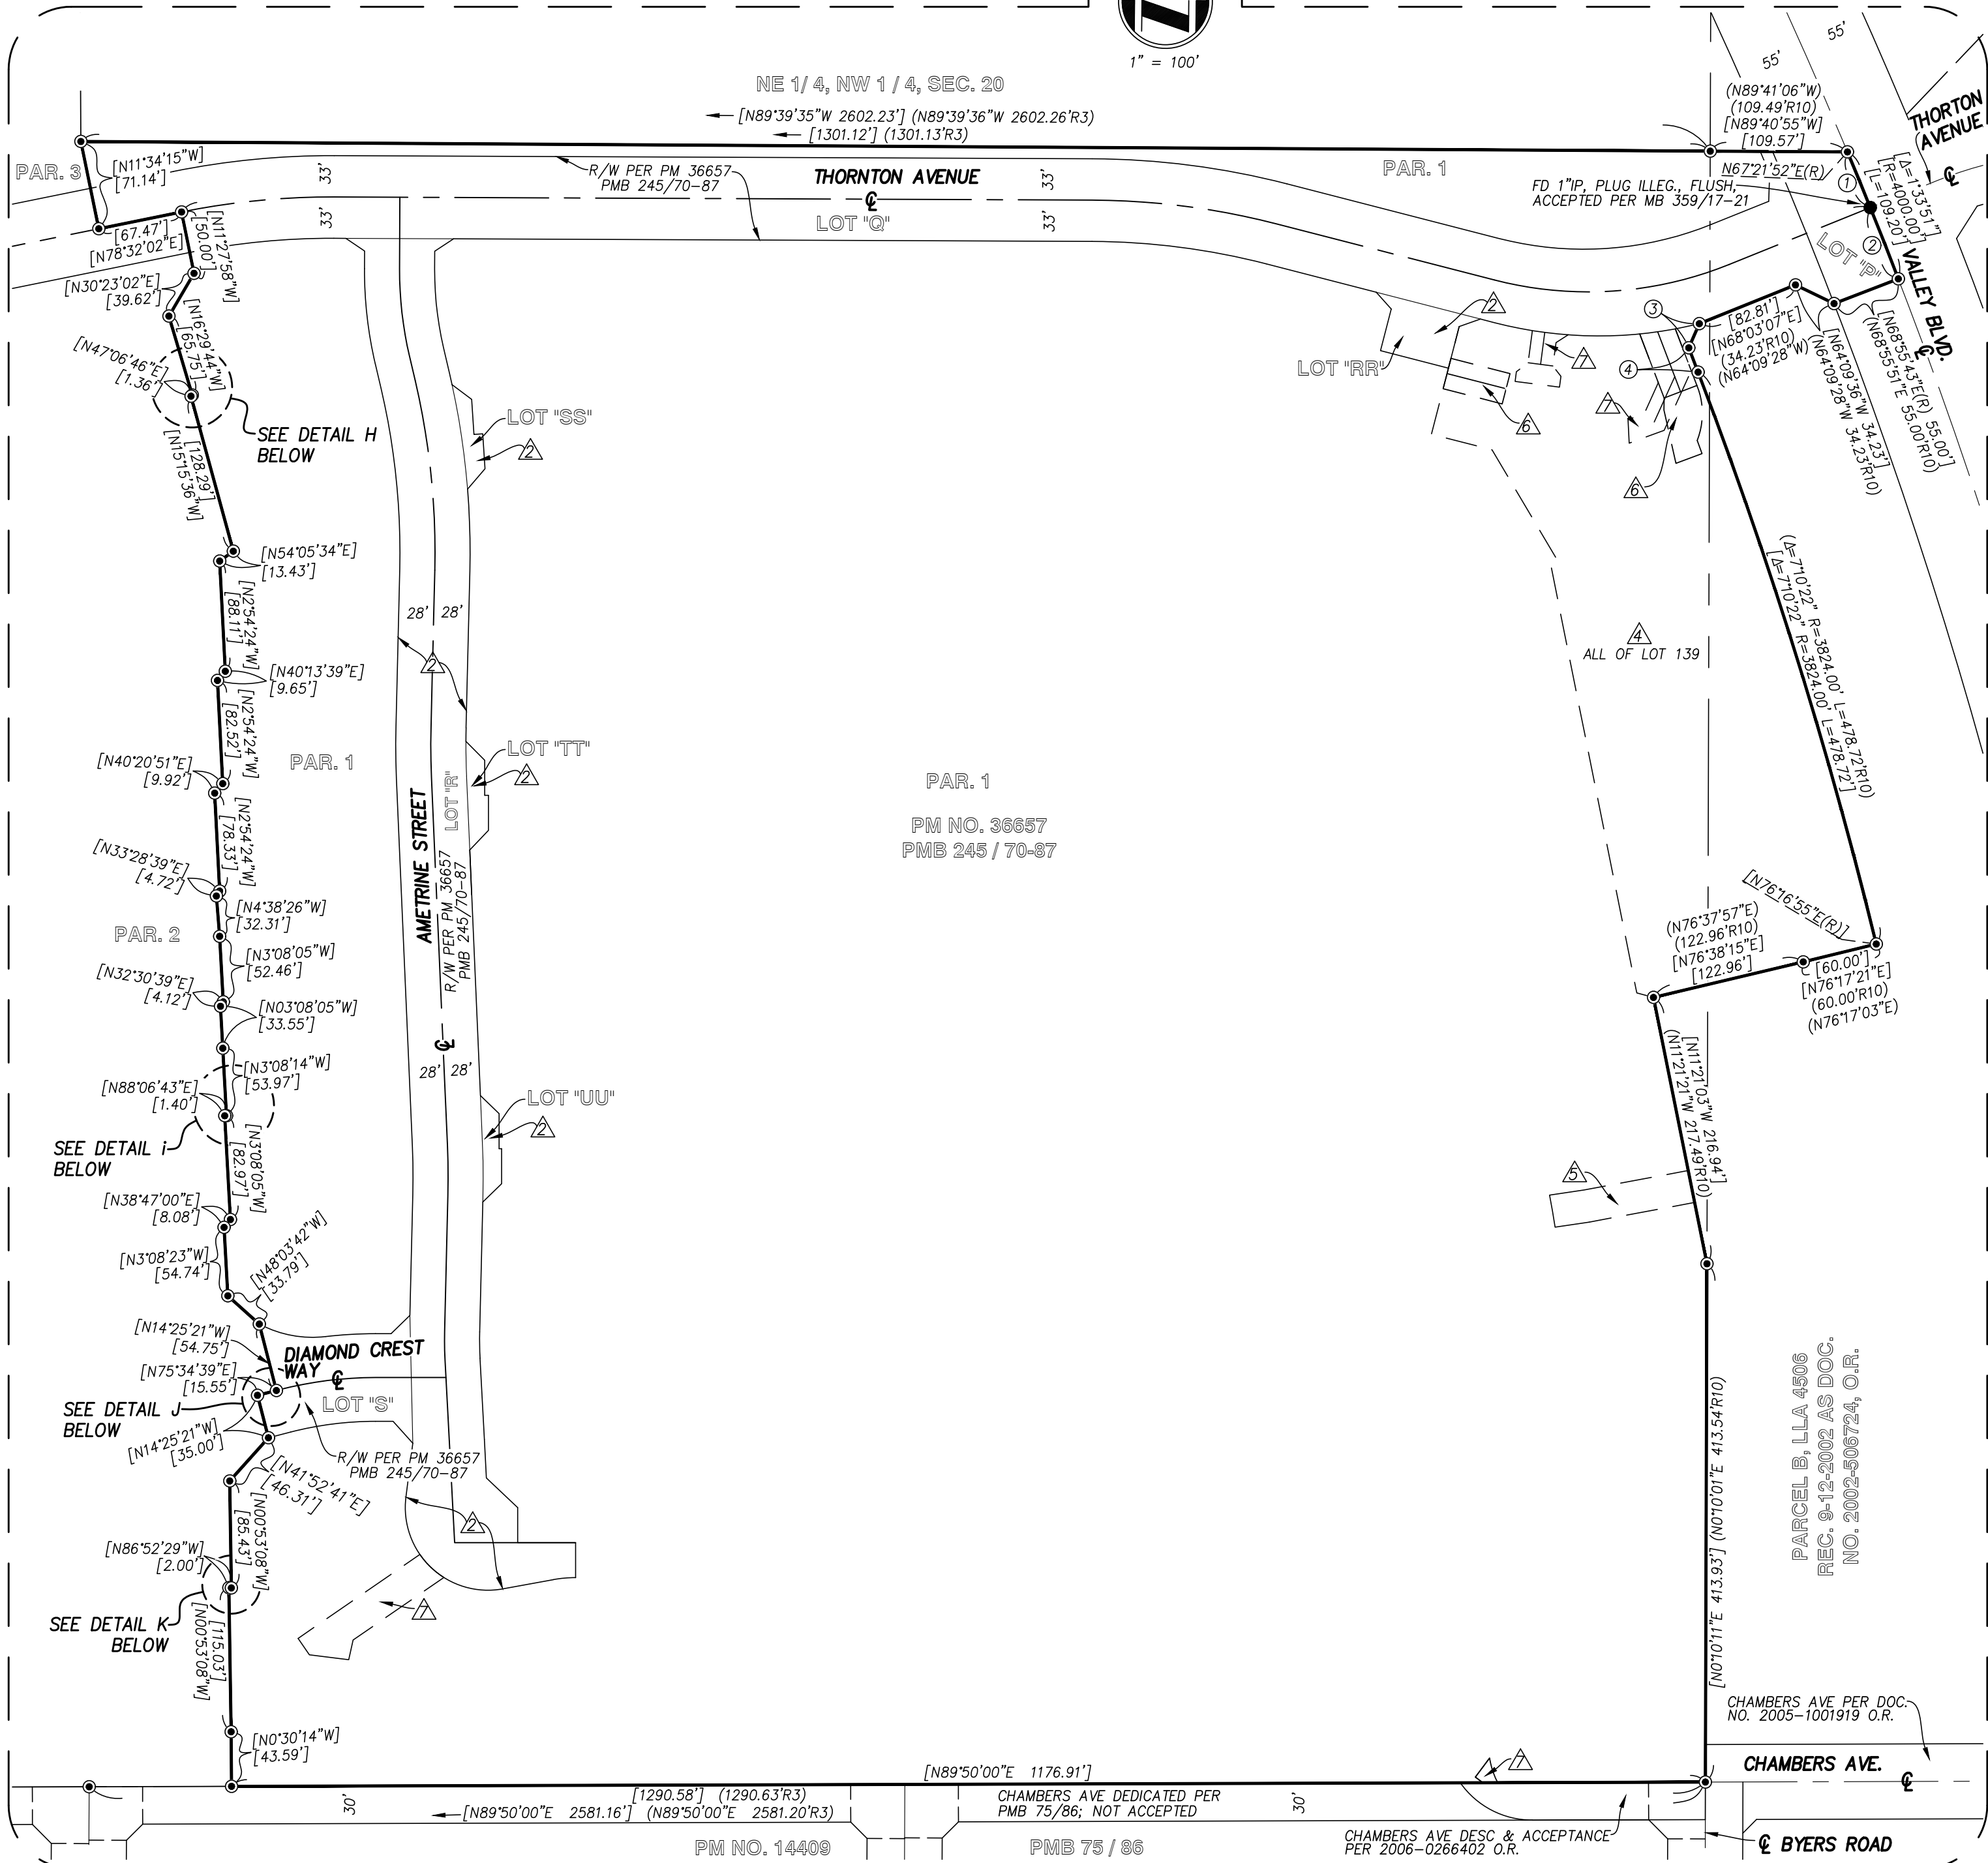 1" = 100'
NE 1/ 4, NW 1 / 4, SEC. 20
[N89°39'35"W 2602.23'] (N89°39'36"W 2602.26'R3)
[1301.12'] (1301.13'R3)
55'
55'
(N89°41'06"W)
(109.49'R10)
[N89°40'55"W]
[109.57']
THORTON
AVENUE
℄
PAR. 3
[N11°34'15"W]
[71.14']
33'
33'
R/W PER PM 36657
PMB 245/70-87
THORNTON AVENUE
℄
LOT "Q"
33'
33'
PAR. 1
N67°21'52"E(R)
FD 1"IP, PLUG ILLEG., FLUSH,
ACCEPTED PER MB 359/17-21
1
2
[Δ=1°33'51"]
[R=4000.00']
[L=109.20']
LOT "P"
VALLEY BLVD.
℄
[67.47']
[N78°32'02"E]
[N11°27'58"W]
[50.00']
[N30°23'02"E]
[39.62']
[N16°29'44"W]
[65.75']
[N47°06'46"E]
[1.36']
SEE DETAIL H
BELOW
[128.29']
[N15°15'36"W]
3
4
[82.81']
[N68°03'07"E]
(34.23'R10)
(N64°09'28"W)
[N64°09'36"W 34.23']
(N64°09'28"W 34.23'R10)
[N68°55'43"E(R) 55.00']
(N68°55'51"E 55.00'R10)
2
LOT "RR"
7
6
7
6
LOT "SS"
2
[N54°05'34"E]
[13.43']
[N2°54'24"W]
[88.11']
28'
28'
2
[N40°13'39"E]
[9.65']
[N2°54'24"W]
[82.52']
4
ALL OF LOT 139
(Δ=7°10'22" R=3824.00' L=478.72'R10)
[Δ=7°10'22" R=3824.00' L=478.72']
PAR. 1
LOT "TT"
2
[N40°20'51"E]
[9.92']
[N2°54'24"W]
[78.33']
PAR. 1
PM NO. 36657
PMB 245 / 70-87
AMETRINE STREET
LOT "R"
R/W PER PM 36657
PMB 245/70-87
[N33°28'39"E]
[4.72']
[N4°38'26"W]
[32.31']
PAR. 2
[N3°08'05"W]
[52.46']
[N32°30'39"E]
[4.12']
[N03°08'05"W]
[33.55']
[N76°16'55"E(R)]
(N76°37'57"E)
(122.96'R10)
[N76°38'15"E]
[122.96']
[60.00']
[N76°17'21"E]
(60.00'R10)
(N76°17'03"E)
℄
28'
28'
[N3°08'14"W]
[53.97']
[N88°06'43"E]
[1.40']
SEE DETAIL i
BELOW
[N3°08'05"W]
[82.97']
LOT "UU"
2
[N11°21'03"W 216.94']
(N11°21'21"W 217.49'R10)
5
[N38°47'00"E]
[8.08']
[N3°08'23"W]
[54.74']
[N48°03'42"W]
[33.79']
[N14°25'21"W]
[54.75']
DIAMOND CREST
WAY ℄
[N75°34'39"E]
[15.55']
LOT "S"
SEE DETAIL J
BELOW
[N14°25'21"W]
[35.00']
R/W PER PM 36657
PMB 245/70-87
[N41°52'41"E]
[46.31']
2
[N00°53'08"W]
[85.43']
[N86°52'29"W]
[2.00']
7
SEE DETAIL K
BELOW
[115.03']
[N00°53'08"W]
[N0°10'11"E 413.93'] (N0°10'01"E 413.54'R10)
PARCEL B, LLA 4506
REC. 9-12-2002 AS DOC.
NO. 2002-506724, O.R.
CHAMBERS AVE PER DOC.
NO. 2005-1001919 O.R.
[N0°30'14"W]
[43.59']
7
CHAMBERS AVE.
℄
[N89°50'00"E 1176.91']
[1290.58'] (1290.63'R3)
[N89°50'00"E 2581.16'] (N89°50'00"E 2581.20'R3)
30'
CHAMBERS AVE DEDICATED PER
PMB 75/86; NOT ACCEPTED
30'
CHAMBERS AVE DESC & ACCEPTANCE
PER 2006-0266402 O.R.
PM NO. 14409
PMB 75 / 86
℄ BYERS ROAD